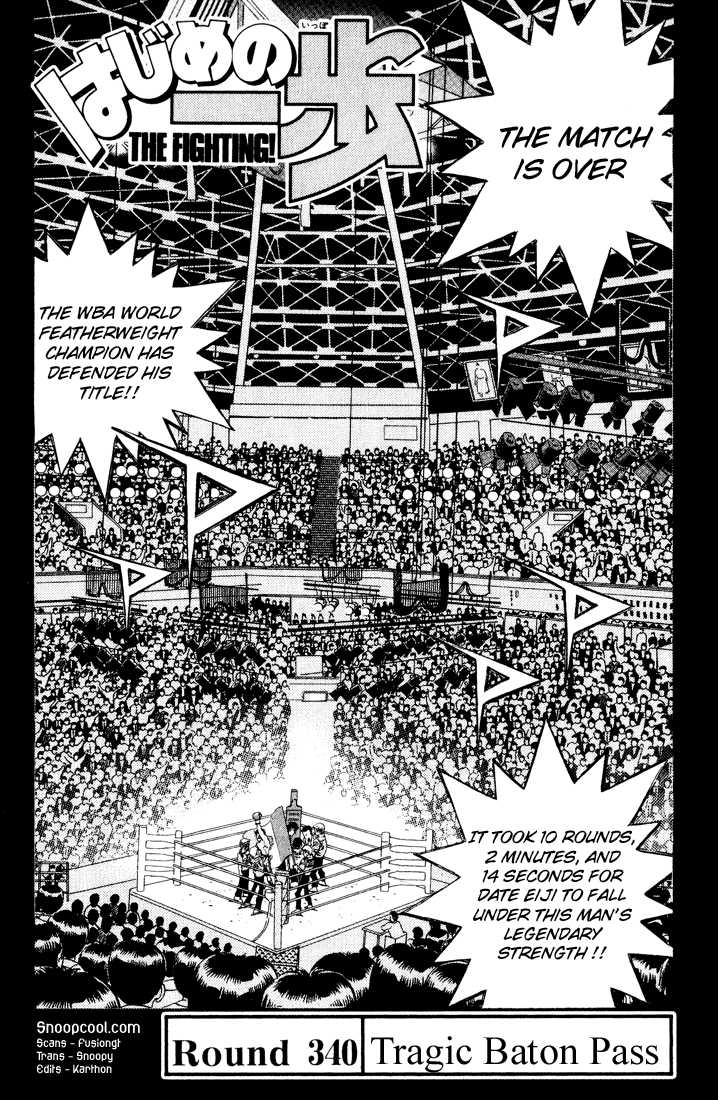 はじめの一歩
いっぽ
THE FIGHTING!
THE MATCH
IS OVER
THE WBA WORLD
FEATHERWEIGHT
CHAMPION HAS
DEFENDED HIS
TITLE!!
IT TOOK 10 ROUNDS,
2 MINUTES, AND
14 SECONDS FOR
DATE EIJI TO FALL
UNDER THIS MAN'S
LEGENDARY
STRENGTH !!
Snoopcool.com
Scans - Fusiongt
Trans - Snoopy
Edits - Karthon
Round 340
Tragic Baton Pass